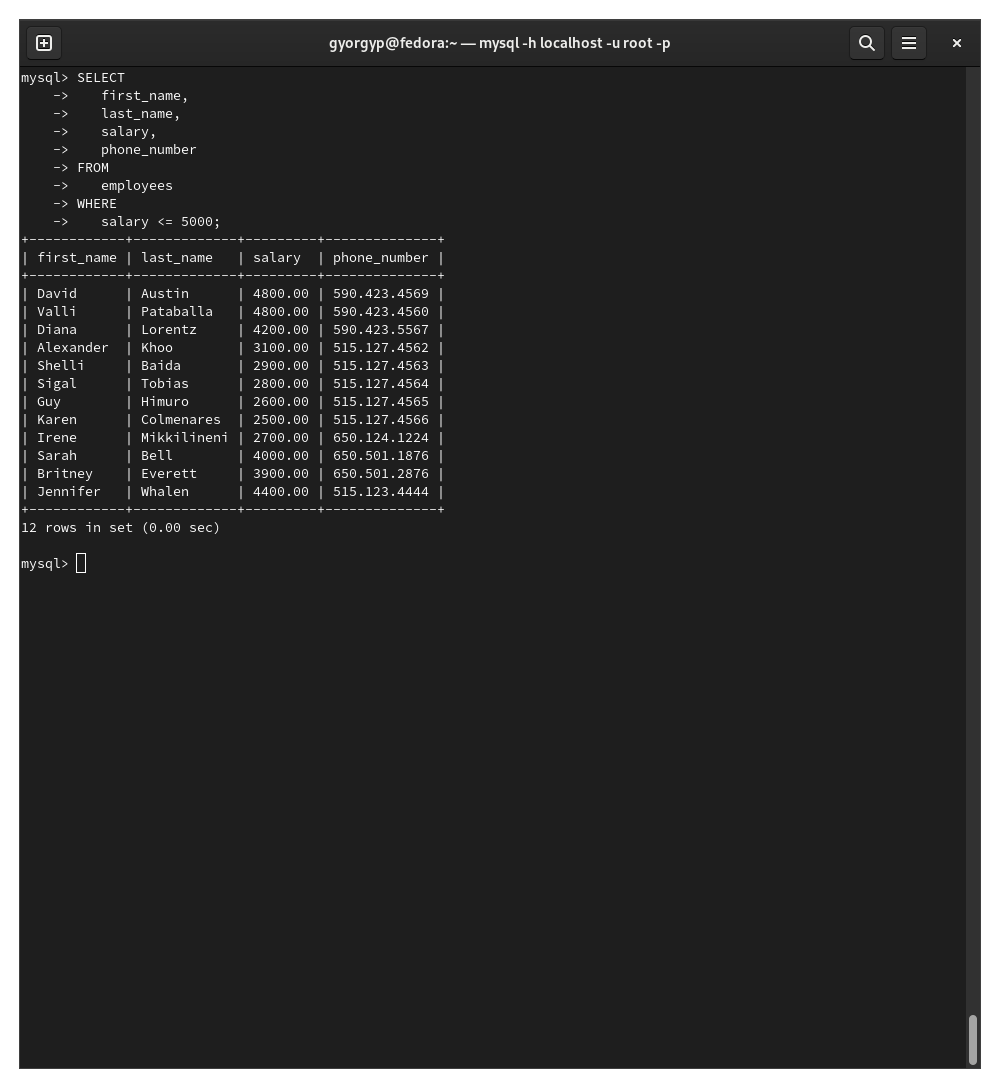 gyorgyp@fedora:~ — mysql -h localhost -u root -p
mysql> SELECT
    ->    first_name,
    ->    last_name,
    ->    salary,
    ->    phone_number
    -> FROM
    ->    employees
    -> WHERE
    ->    salary <= 5000;
+------------+-------------+---------+--------------+
| first_name | last_name   | salary  | phone_number |
+------------+-------------+---------+--------------+
| David      | Austin      | 4800.00 | 590.423.4569 |
| Valli      | Pataballa   | 4800.00 | 590.423.4560 |
| Diana      | Lorentz     | 4200.00 | 590.423.5567 |
| Alexander  | Khoo        | 3100.00 | 515.127.4562 |
| Shelli     | Baida       | 2900.00 | 515.127.4563 |
| Sigal      | Tobias      | 2800.00 | 515.127.4564 |
| Guy        | Himuro      | 2600.00 | 515.127.4565 |
| Karen      | Colmenares  | 2500.00 | 515.127.4566 |
| Irene      | Mikkilineni | 2700.00 | 650.124.1224 |
| Sarah      | Bell        | 4000.00 | 650.501.1876 |
| Britney    | Everett     | 3900.00 | 650.501.2876 |
| Jennifer   | Whalen      | 4400.00 | 515.123.4444 |
+------------+-------------+---------+--------------+
12 rows in set (0.00 sec)
mysql>